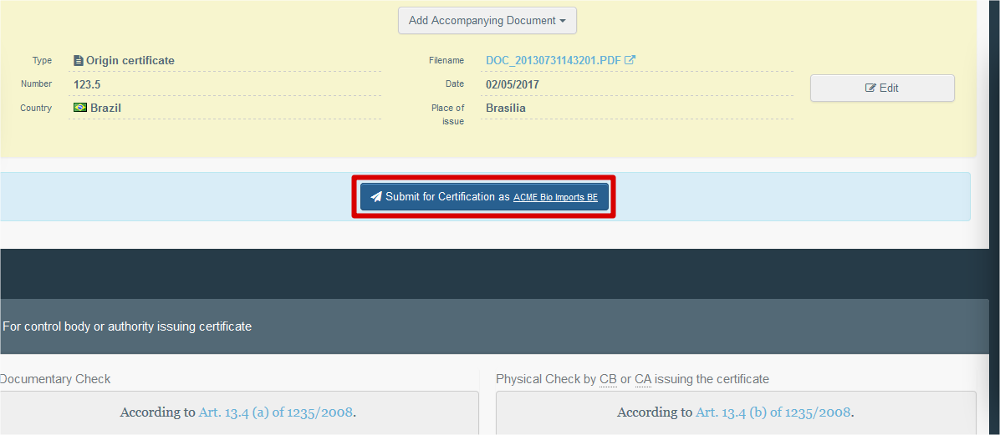 Add Accompanying Document
Type Origin certificate Filename DOC_20130731143201.PDF
Number 123.5 Date 02/05/2017 Edit
Country Brazil Place of issue Brasília
Submit for Certification as ACME Bio Imports BE
For control body or authority issuing certificate
Documentary Check Physical Check by CB or CA issuing the certificate
According to Art. 13.4 (a) of 1235/2008. According to Art. 13.4 (b) of 1235/2008.